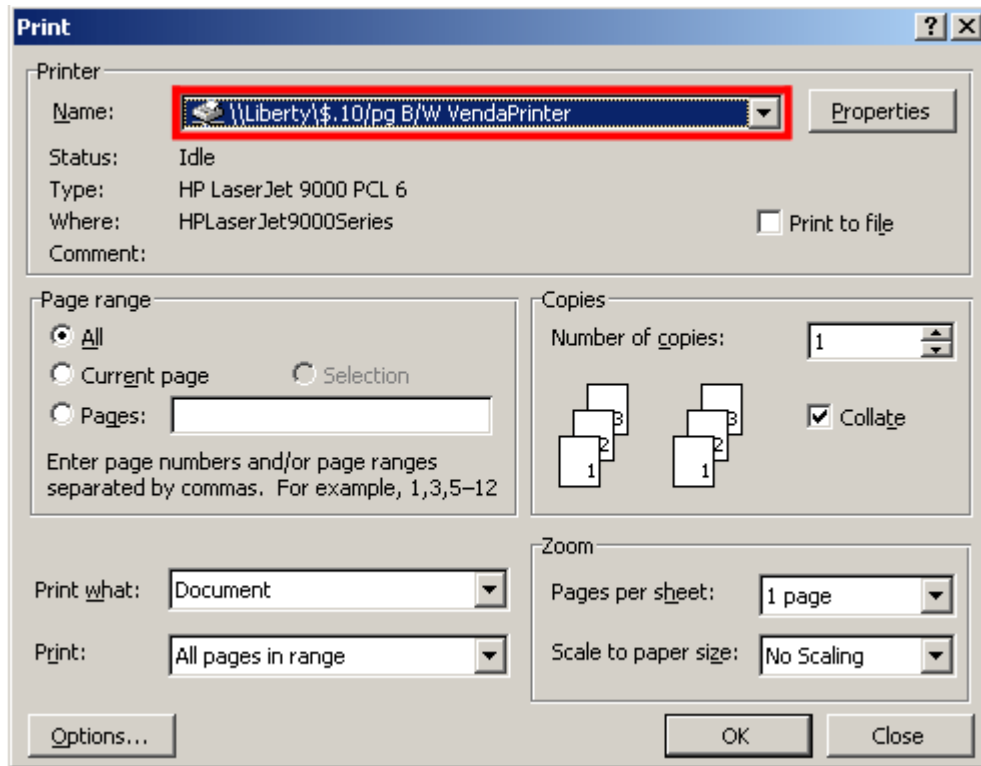 Print
Printer
Name: \\Liberty\$.10/pg B/W VendaPrinter Properties
Status: Idle
Type: HP LaserJet 9000 PCL 6
Where: HPLaserJet9000Series Print to file
Comment:
Page range
All
Current page Selection
Pages:
Enter page numbers and/or page ranges
separated by commas. For example, 1,3,5–12
Copies
Number of copies: 1
3 3
2 2
1 1
Collate
Print what: Document
Print: All pages in range
Zoom
Pages per sheet: 1 page
Scale to paper size: No Scaling
Options... OK Close